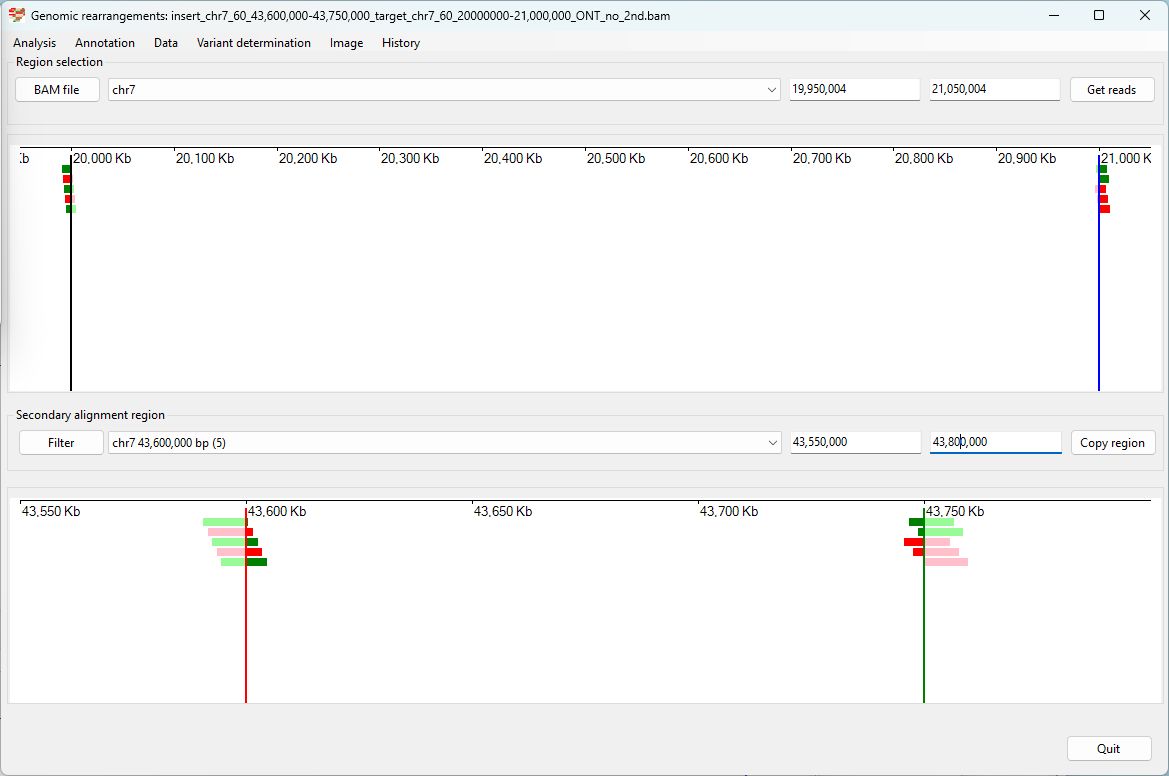 Genomic rearrangements: insert_chr7_60_43,600,000-43,750,000_target_chr7_60_20000000-21,000,000_ONT_no_2nd.bam
Analysis Annotation Data Variant determination Image History
Region selection
BAM file chr7 19,950,004 21,050,004 Get reads
b 20,000 Kb 20,100 Kb 20,200 Kb 20,300 Kb 20,400 Kb 20,500 Kb 20,600 Kb 20,700 Kb 20,800 Kb 20,900 Kb 21,000 K
Secondary alignment region
Filter chr7 43,600,000 bp (5) 43,550,000 43,800,000 Copy region
43,550 Kb 43,600 Kb 43,650 Kb 43,700 Kb 43,750 Kb
Quit